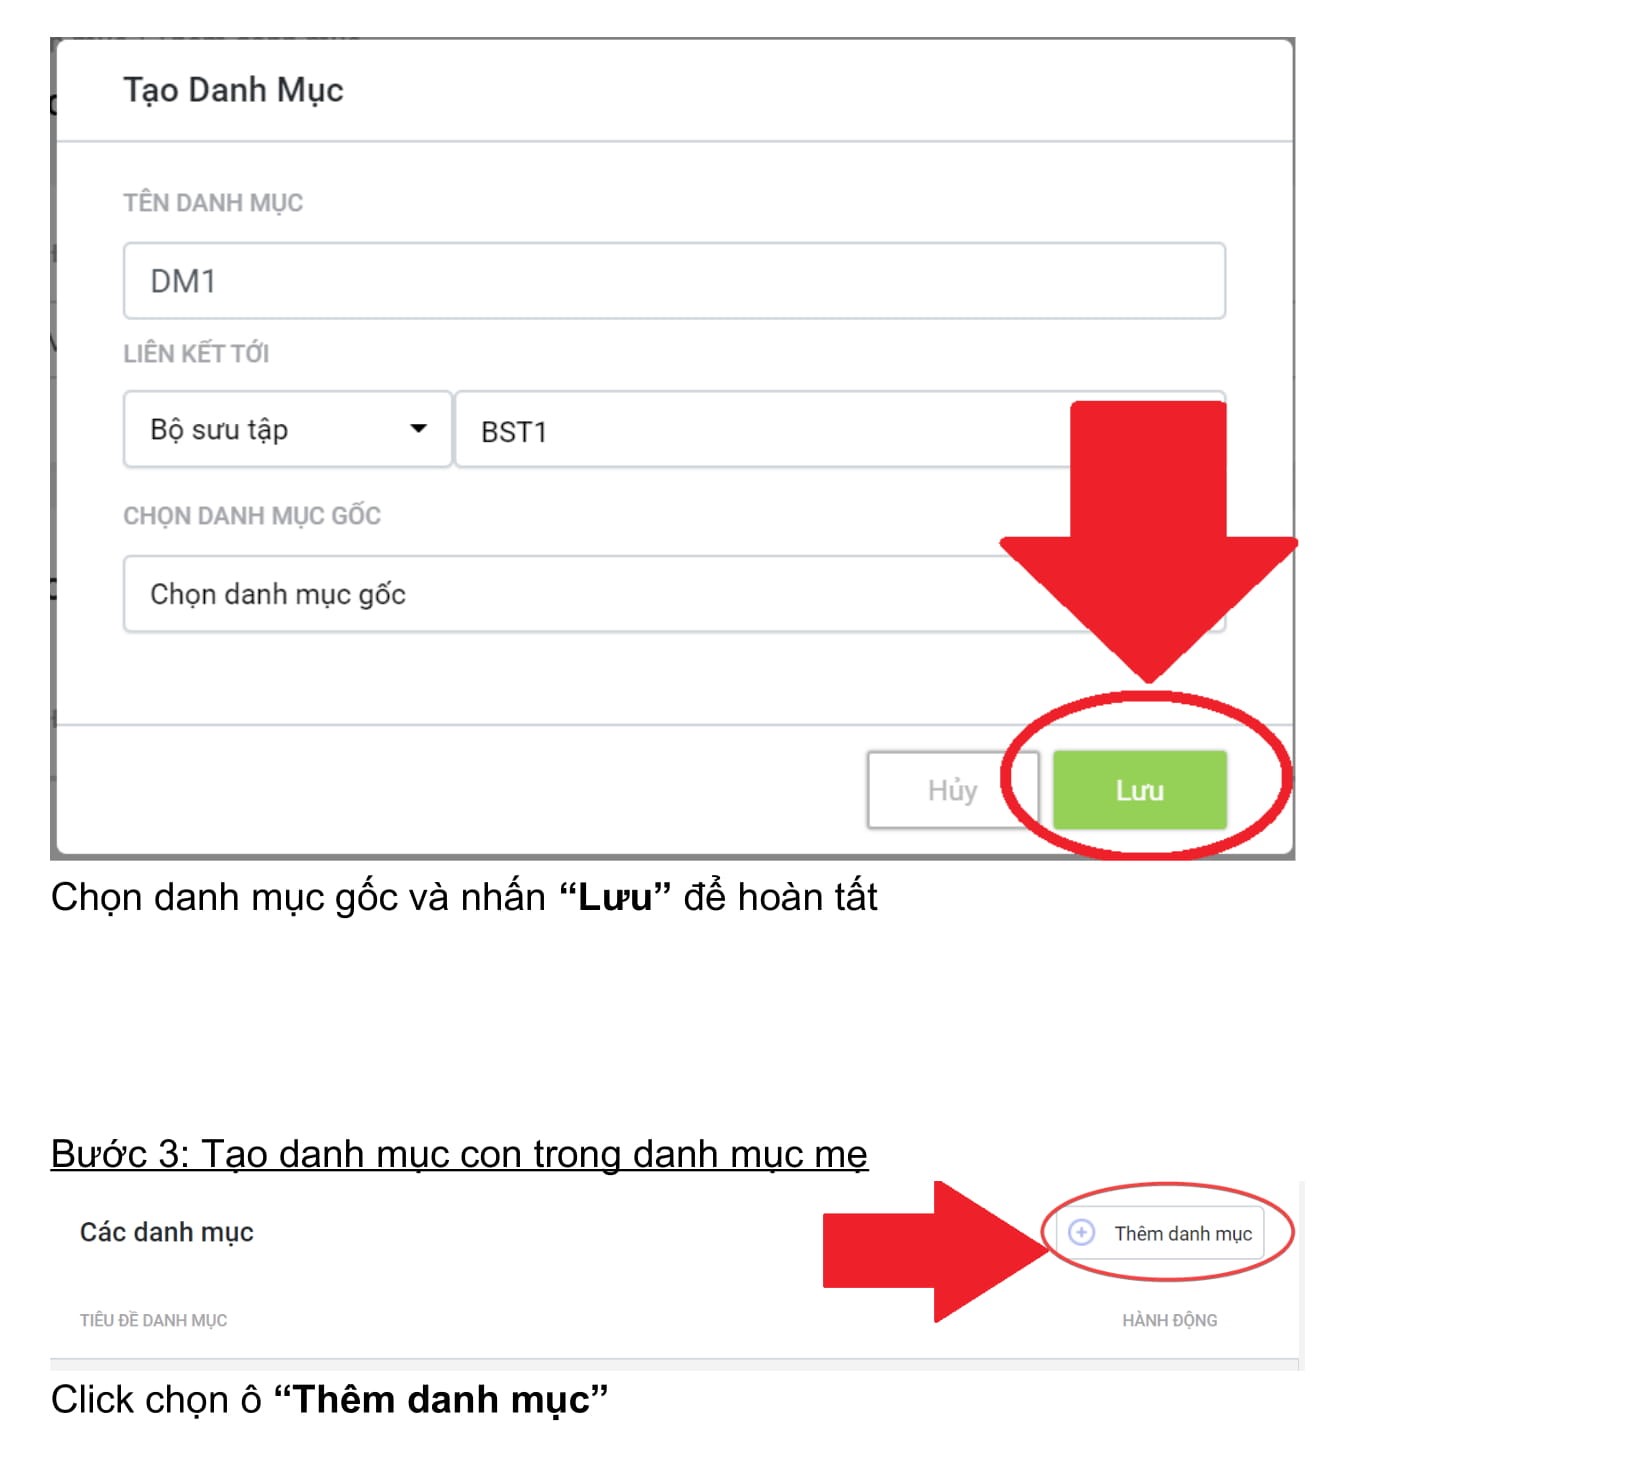 Tạo Danh Mục
TÊN DANH MỤC
DM1
LIÊN KẾT TỚI
Bộ sưu tập BST1
CHỌN DANH MỤC GỐC
Chọn danh mục gốc
Hủy Lưu
Chọn danh mục gốc và nhấn “Lưu” để hoàn tất
Bước 3: Tạo danh mục con trong danh mục mẹ
Các danh mục Thêm danh mục
TIÊU ĐỀ DANH MỤC HÀNH ĐỘNG
Click chọn ô “Thêm danh mục”